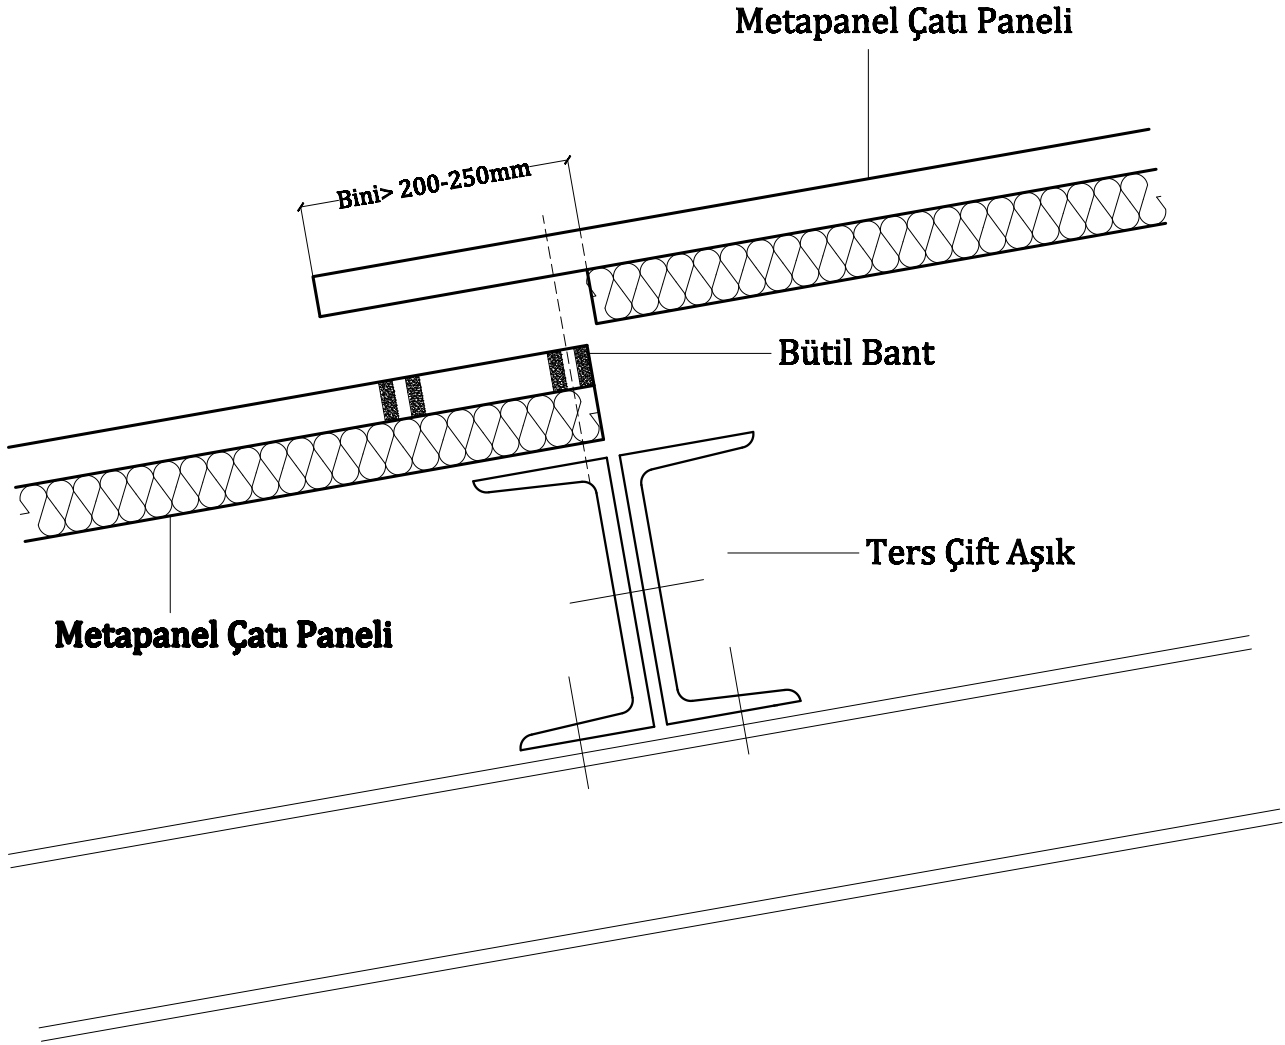 Metapanel Çatı Paneli
Bini> 200-250mm
Bütil Bant
Ters Çift Aşık
Metapanel Çatı Paneli